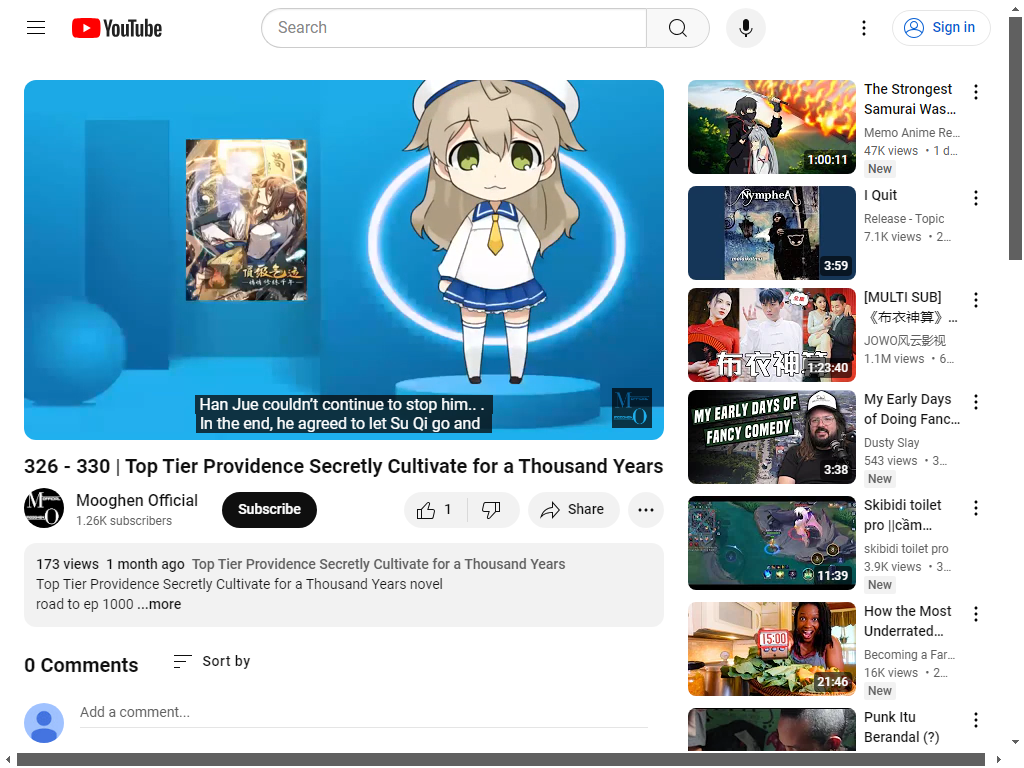 YouTube
Search
Sign in
頂級氣運
Han Jue couldn't continue to stop him.. .
In the end, he agreed to let Su Qi go and
326 - 330 | Top Tier Providence Secretly Cultivate for a Thousand Years
Mooghen Official
1.26K subscribers
Subscribe
1
Share
173 views 1 month ago Top Tier Providence Secretly Cultivate for a Thousand Years
Top Tier Providence Secretly Cultivate for a Thousand Years novel
road to ep 1000 ...more
0 Comments
Sort by
Add a comment...
1:00:11
The Strongest
Samurai Was...
Memo Anime Re...
47K views • 1 d...
New
NympheA
3:59
I Quit
Release - Topic
7.1K views • 2...
全集
布衣神算
1:23:40
[MULTI SUB]
《布衣神算》...
JOWO风云影视
1.1M views • 6...
MY EARLY DAYS OF
FANCY COMEDY
3:38
My Early Days
of Doing Fanc...
Dusty Slay
543 views • 3...
New
11:39
Skibidi toilet
pro ||cầm...
skibidi toilet pro
3.9K views • 3...
New
15:00
21:46
How the Most
Underrated...
Becoming a Far...
16K views • 2...
New
Punk Itu
Berandal (?)